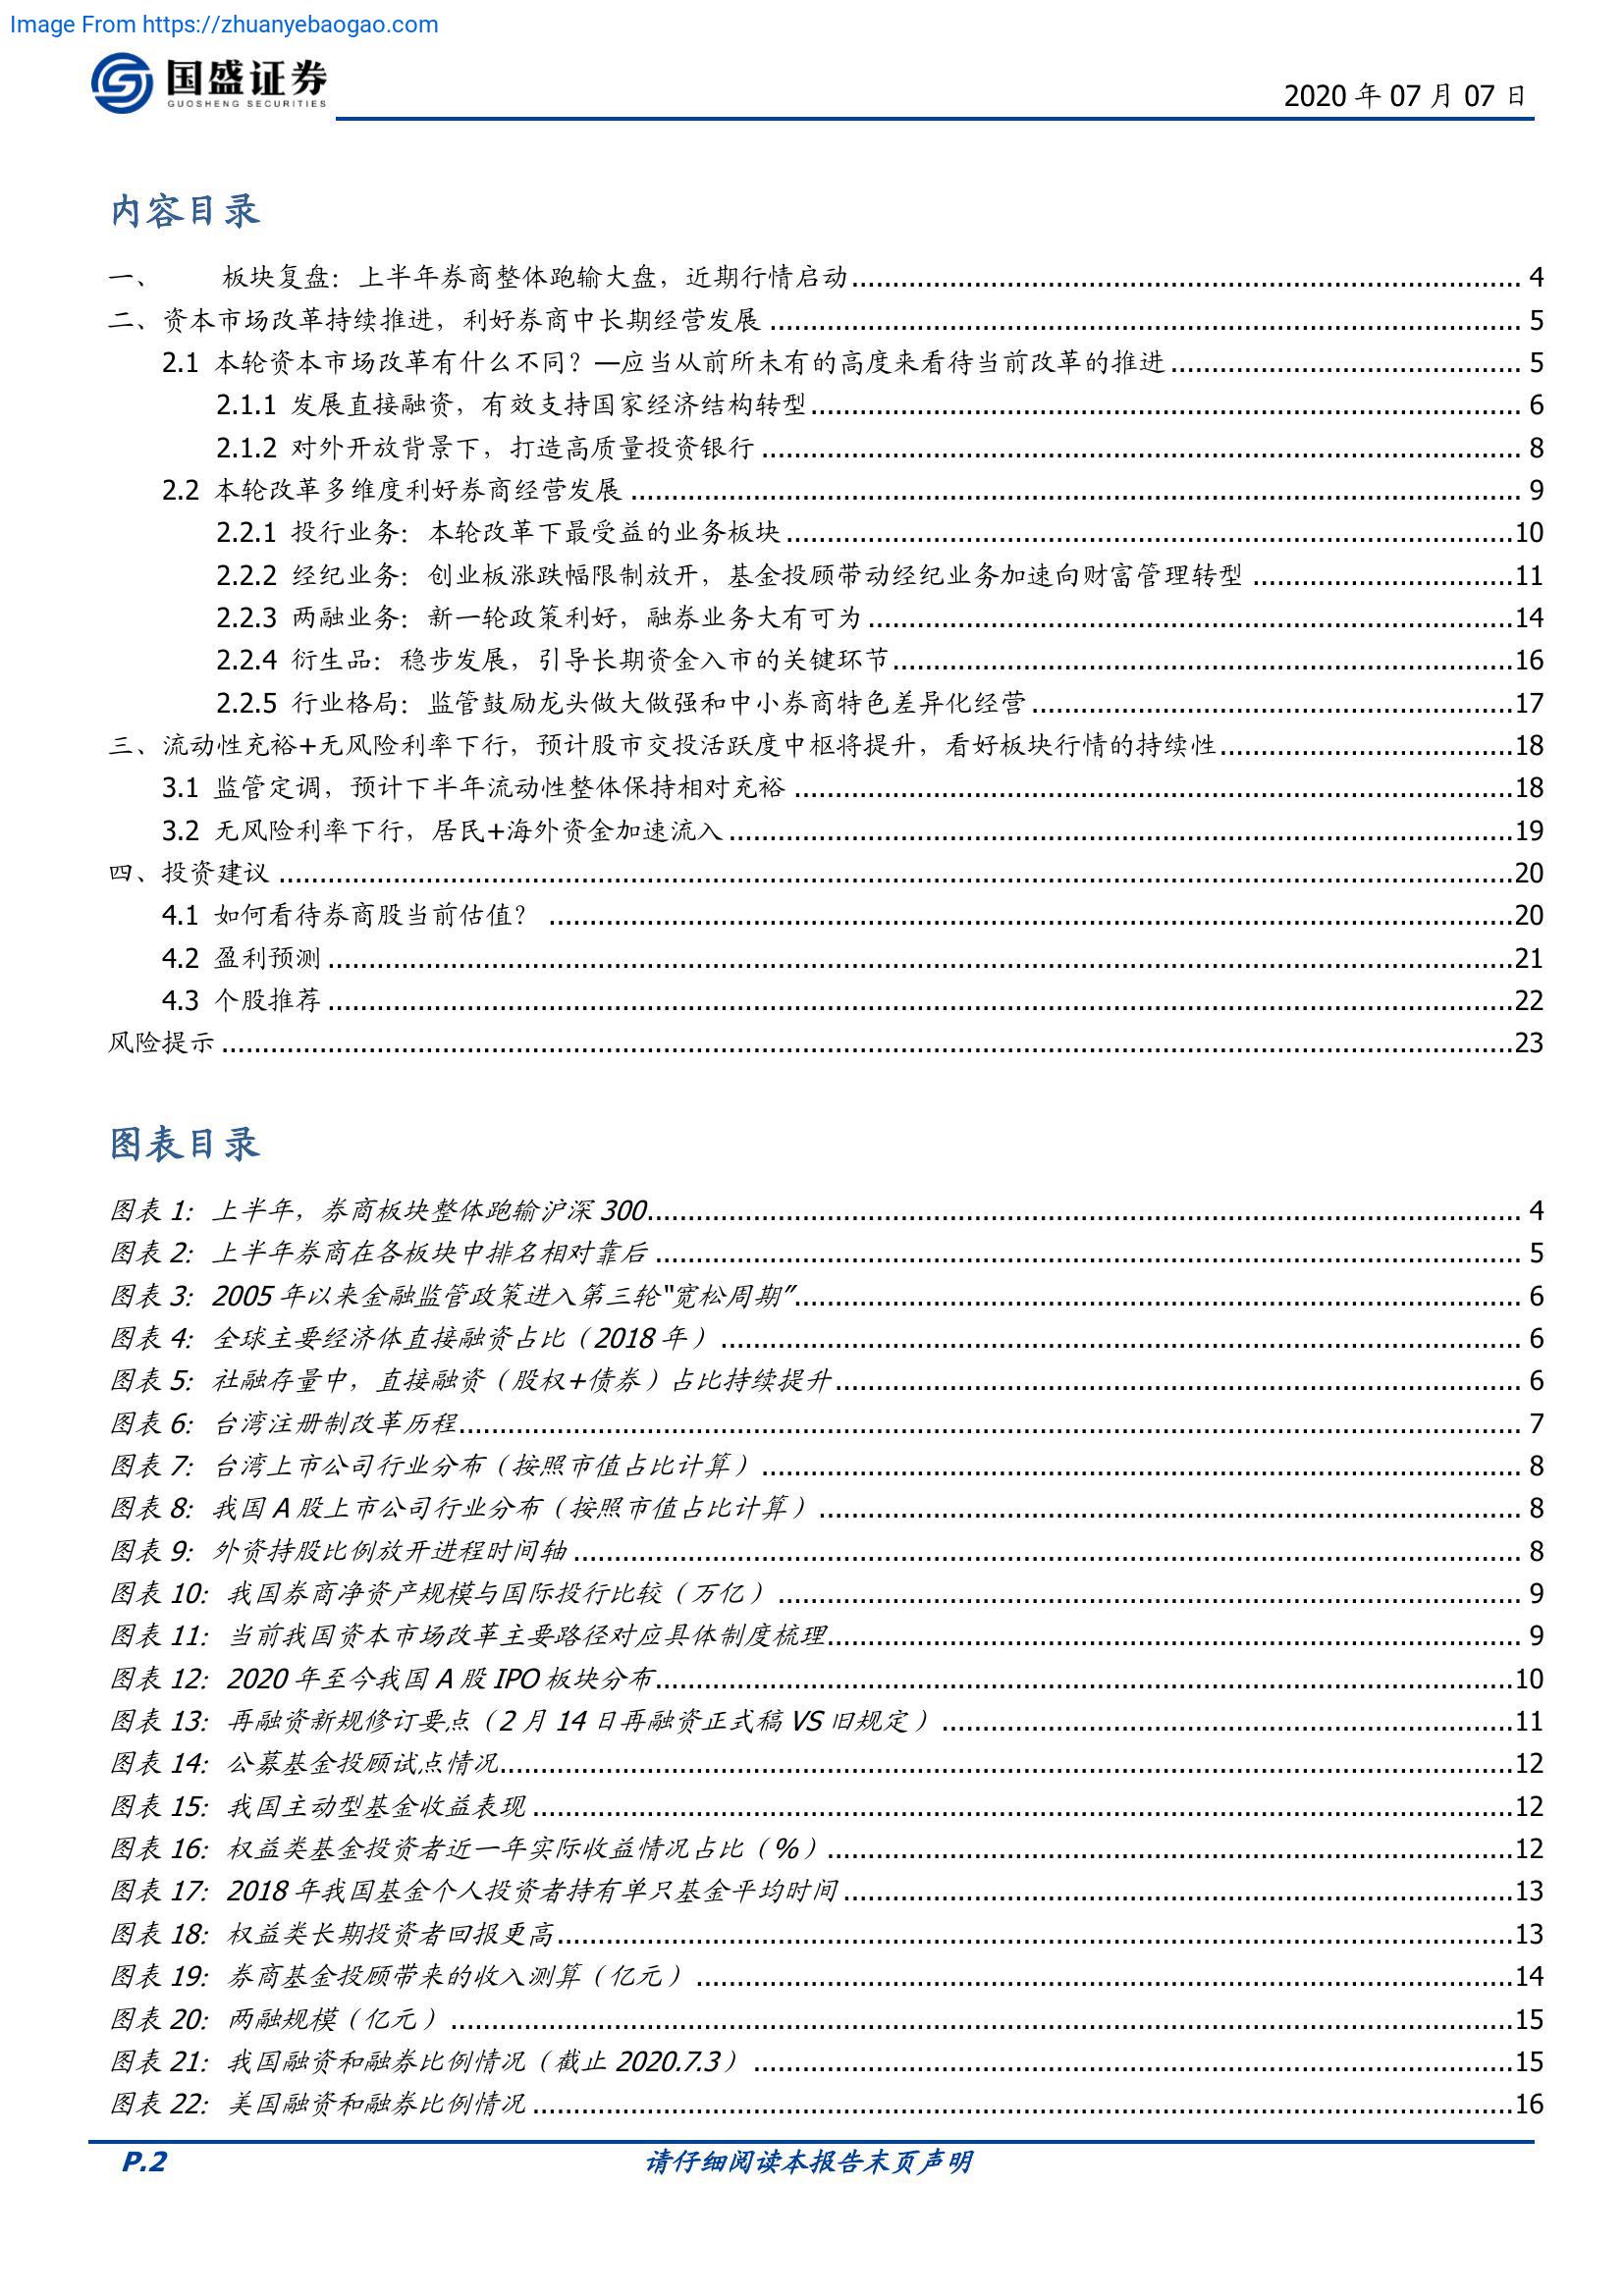 Image From https://zhuanyebaogao.com
国盛证券
GUOSHENG SECURITIES
2020 年 07 月 07 日
内容目录
一、 板块复盘：上半年券商整体跑输大盘，近期行情启动 4
二、资本市场改革持续推进，利好券商中长期经营发展 5
2.1 本轮资本市场改革有什么不同？—应当从前所未有的高度来看待当前改革的推进 5
2.1.1 发展直接融资，有效支持国家经济结构转型 6
2.1.2 对外开放背景下，打造高质量投资银行 8
2.2 本轮改革多维度利好券商经营发展 9
2.2.1 投行业务：本轮改革下最受益的业务板块 10
2.2.2 经纪业务：创业板涨跌幅限制放开，基金投顾带动经纪业务加速向财富管理转型 11
2.2.3 两融业务：新一轮政策利好，融券业务大有可为 14
2.2.4 衍生品：稳步发展，引导长期资金入市的关键环节 16
2.2.5 行业格局：监管鼓励龙头做大做强和中小券商特色差异化经营 17
三、流动性充裕+无风险利率下行，预计股市交投活跃度中枢将提升，看好板块行情的持续性 18
3.1 监管定调，预计下半年流动性整体保持相对充裕 18
3.2 无风险利率下行，居民+海外资金加速流入 19
四、投资建议 20
4.1 如何看待券商股当前估值？ 20
4.2 盈利预测 21
4.3 个股推荐 22
风险提示 23
图表目录
图表 1：上半年，券商板块整体跑输沪深 300 4
图表 2：上半年券商在各板块中排名相对靠后 5
图表 3：2005 年以来金融监管政策进入第三轮"宽松周期" 6
图表 4：全球主要经济体直接融资占比（2018 年） 6
图表 5：社融存量中，直接融资（股权+债券）占比持续提升 6
图表 6：台湾注册制改革历程 7
图表 7：台湾上市公司行业分布（按照市值占比计算） 8
图表 8：我国 A 股上市公司行业分布（按照市值占比计算） 8
图表 9：外资持股比例放开进程时间轴 8
图表 10：我国券商净资产规模与国际投行比较（万亿） 9
图表 11：当前我国资本市场改革主要路径对应具体制度梳理 9
图表 12：2020 年至今我国 A 股 IPO 板块分布 10
图表 13：再融资新规修订要点（2 月 14 日再融资正式稿 VS 旧规定） 11
图表 14：公募基金投顾试点情况 12
图表 15：我国主动型基金收益表现 12
图表 16：权益类基金投资者近一年实际收益情况占比（%） 12
图表 17：2018 年我国基金个人投资者持有单只基金平均时间 13
图表 18：权益类长期投资者回报更高 13
图表 19：券商基金投顾带来的收入测算（亿元） 14
图表 20：两融规模（亿元） 15
图表 21：我国融资和融券比例情况（截止 2020.7.3） 15
图表 22：美国融资和融券比例情况 16
P.2 请仔细阅读本报告末页声明